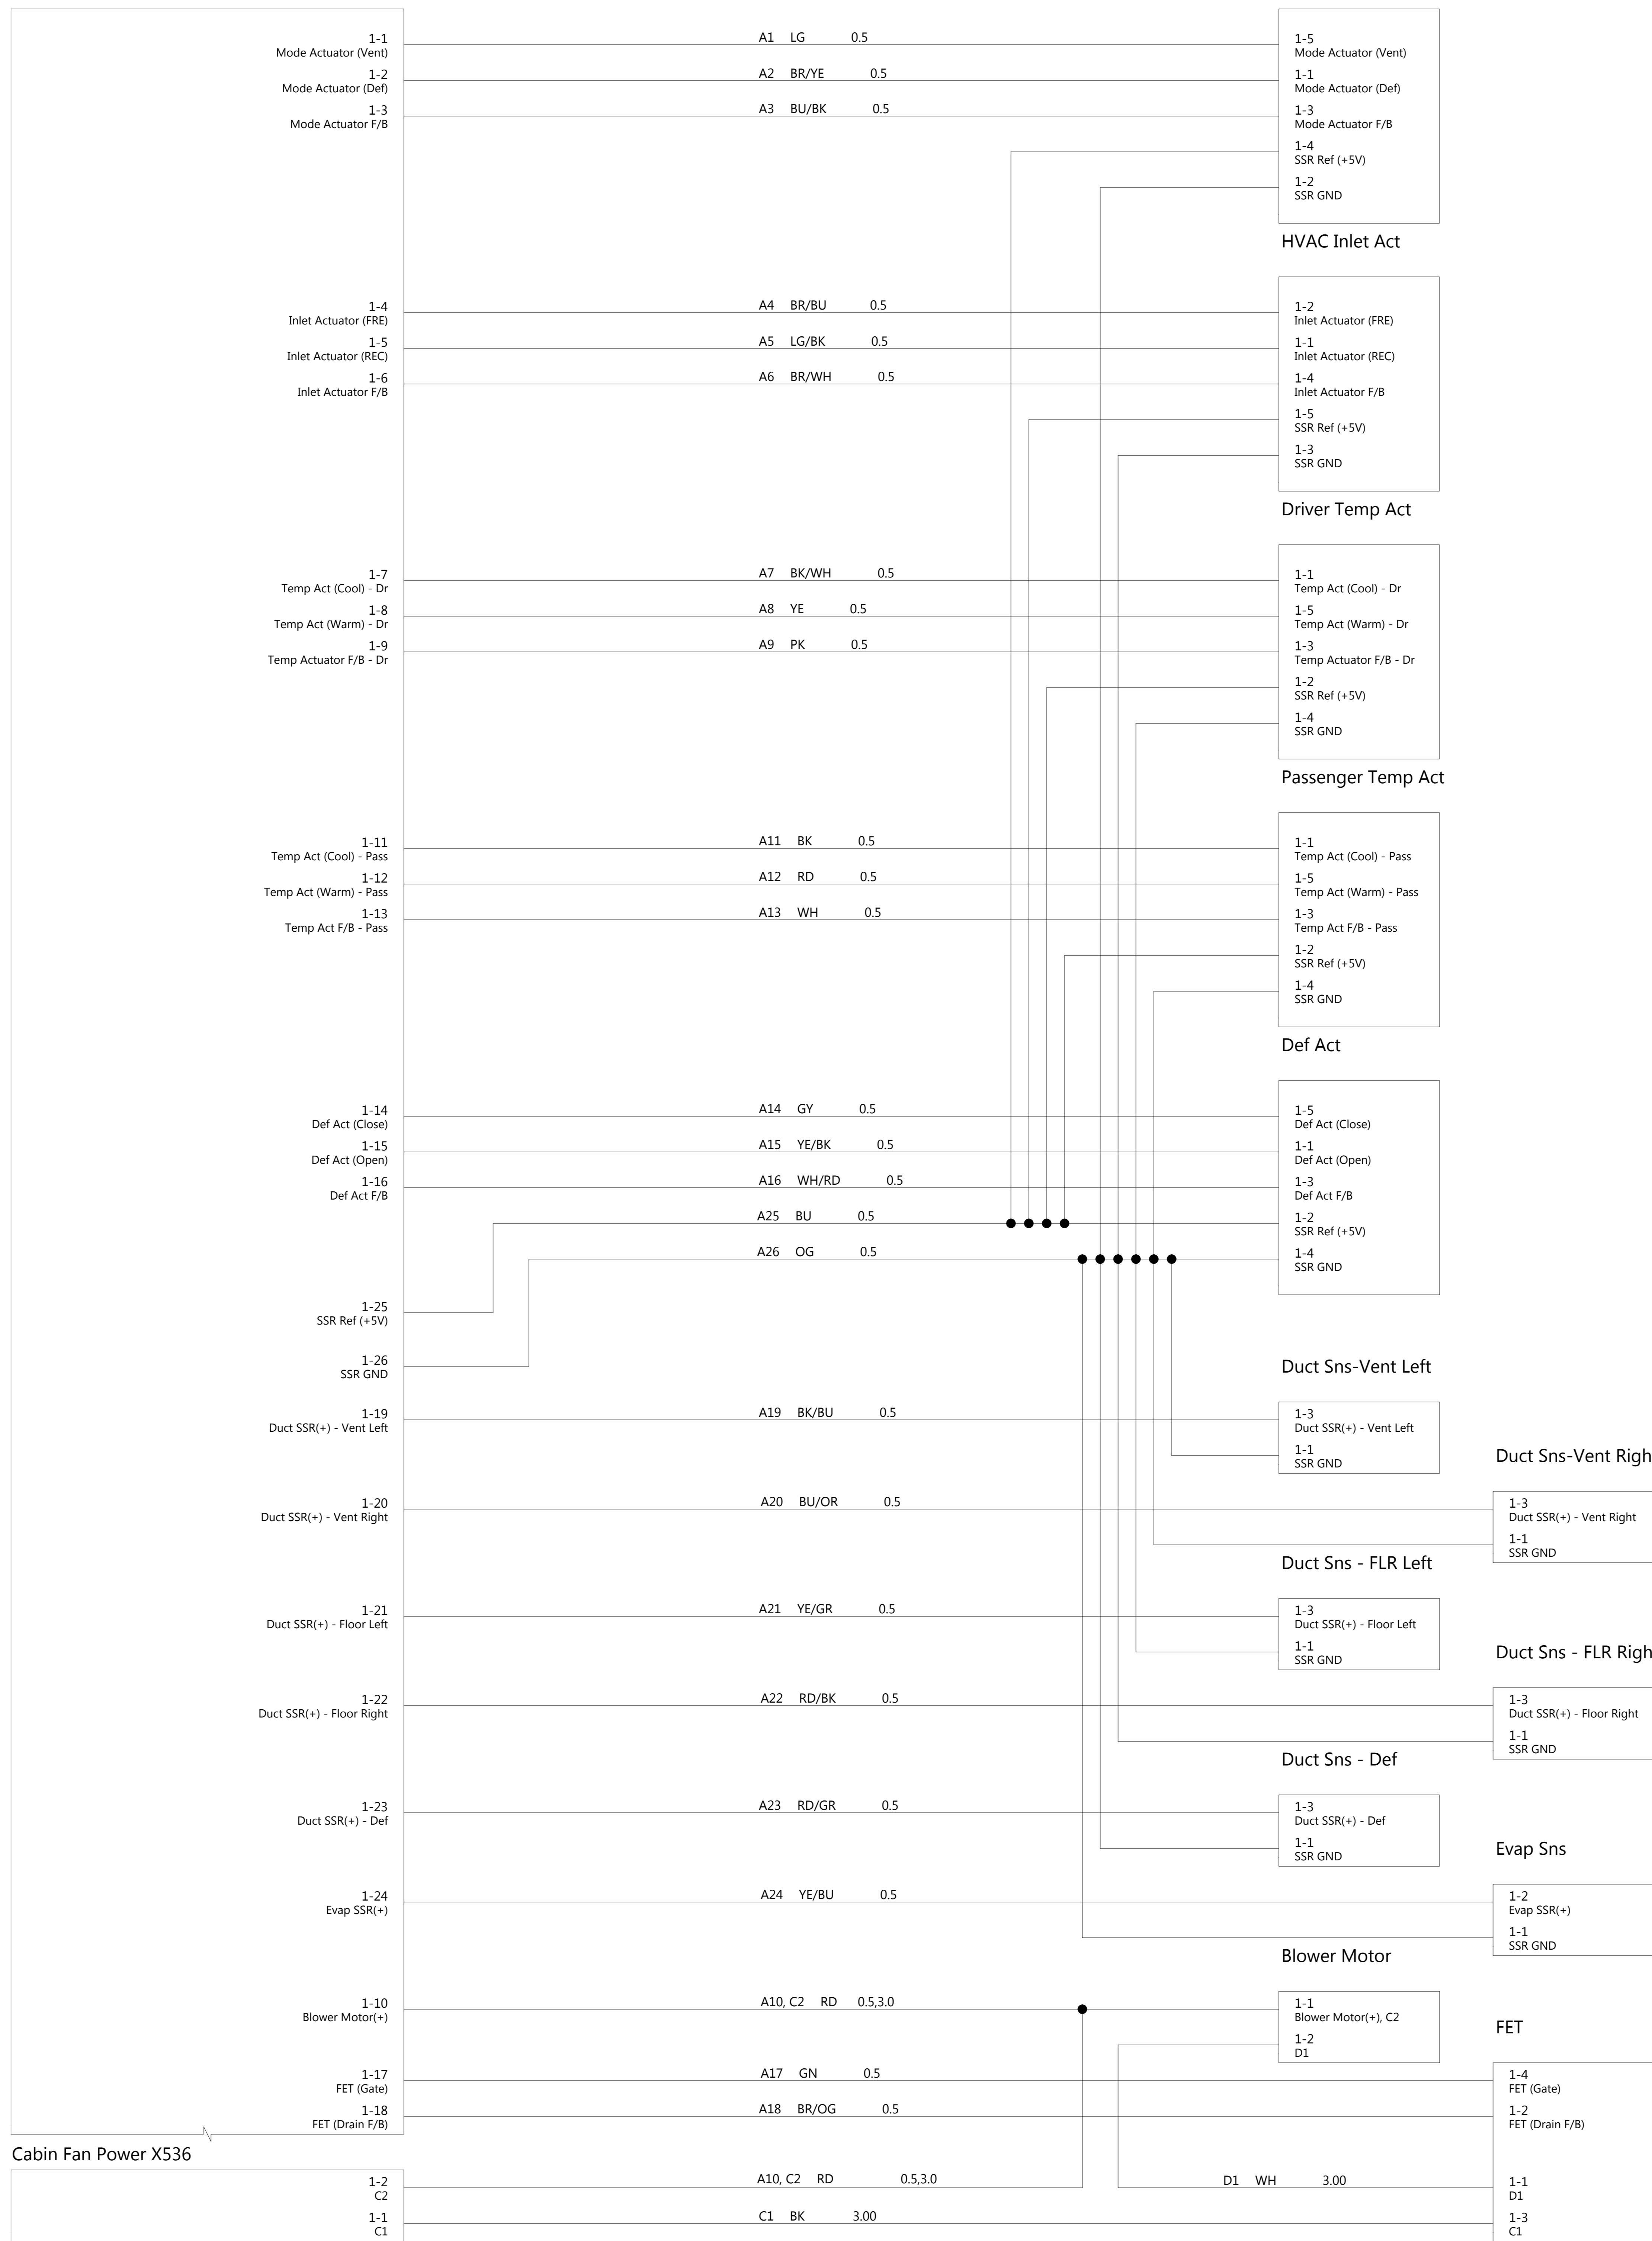 1-1 A1 LG 0.5 1-5
Mode Actuator (Vent) Mode Actuator (Vent)
1-2 A2 BR/YE 0.5 1-1
Mode Actuator (Def) Mode Actuator (Def)
1-3 A3 BU/BK 0.5 1-3
Mode Actuator F/B Mode Actuator F/B
1-4
SSR Ref (+5V)
1-2
SSR GND
HVAC Inlet Act
1-4 A4 BR/BU 0.5 1-2
Inlet Actuator (FRE) Inlet Actuator (FRE)
1-5 A5 LG/BK 0.5 1-1
Inlet Actuator (REC) Inlet Actuator (REC)
1-6 A6 BR/WH 0.5 1-4
Inlet Actuator F/B Inlet Actuator F/B
1-5
SSR Ref (+5V)
1-3
SSR GND
Driver Temp Act
1-7 A7 BK/WH 0.5 1-1
Temp Act (Cool) - Dr Temp Act (Cool) - Dr
1-8 A8 YE 0.5 1-5
Temp Act (Warm) - Dr Temp Act (Warm) - Dr
1-9 A9 PK 0.5 1-3
Temp Actuator F/B - Dr Temp Actuator F/B - Dr
1-2
SSR Ref (+5V)
1-4
SSR GND
Passenger Temp Act
1-11 A11 BK 0.5 1-1
Temp Act (Cool) - Pass Temp Act (Cool) - Pass
1-12 A12 RD 0.5 1-5
Temp Act (Warm) - Pass Temp Act (Warm) - Pass
1-13 A13 WH 0.5 1-3
Temp Act F/B - Pass Temp Act F/B - Pass
1-2
SSR Ref (+5V)
1-4
SSR GND
Def Act
1-14 A14 GY 0.5 1-5
Def Act (Close) Def Act (Close)
1-15 A15 YE/BK 0.5 1-1
Def Act (Open) Def Act (Open)
1-16 A16 WH/RD 0.5 1-3
Def Act F/B Def Act F/B
A25 BU 0.5 1-2
SSR Ref (+5V)
A26 OG 0.5 1-4
SSR GND
1-25
SSR Ref (+5V)
1-26
SSR GND
Duct Sns-Vent Left
1-19 A19 BK/BU 0.5 1-3
Duct SSR(+) - Vent Left Duct SSR(+) - Vent Left
1-1
SSR GND
Duct Sns-Vent Righ
1-20 A20 BU/OR 0.5 1-3
Duct SSR(+) - Vent Right Duct SSR(+) - Vent Right
1-1
SSR GND
Duct Sns - FLR Left
1-21 A21 YE/GR 0.5 1-3
Duct SSR(+) - Floor Left Duct SSR(+) - Floor Left
1-1
SSR GND
Duct Sns - FLR Righ
1-22 A22 RD/BK 0.5 1-3
Duct SSR(+) - Floor Right Duct SSR(+) - Floor Right
1-1
SSR GND
Duct Sns - Def
1-23 A23 RD/GR 0.5 1-3
Duct SSR(+) - Def Duct SSR(+) - Def
1-1
SSR GND
Evap Sns
1-24 A24 YE/BU 0.5 1-2
Evap SSR(+) Evap SSR(+)
1-1
SSR GND
Blower Motor
1-10 A10, C2 RD 0.5,3.0 1-1
Blower Motor(+) Blower Motor(+), C2
FET
1-2
D1
1-17 A17 GN 0.5 1-4
FET (Gate) FET (Gate)
1-18 A18 BR/OG 0.5 1-2
FET (Drain F/B) FET (Drain F/B)
Cabin Fan Power X536
1-2 A10, C2 RD 0.5,3.0 D1 WH 3.00 1-1
C2 D1
1-1 C1 BK 3.00 1-3
C1 C1